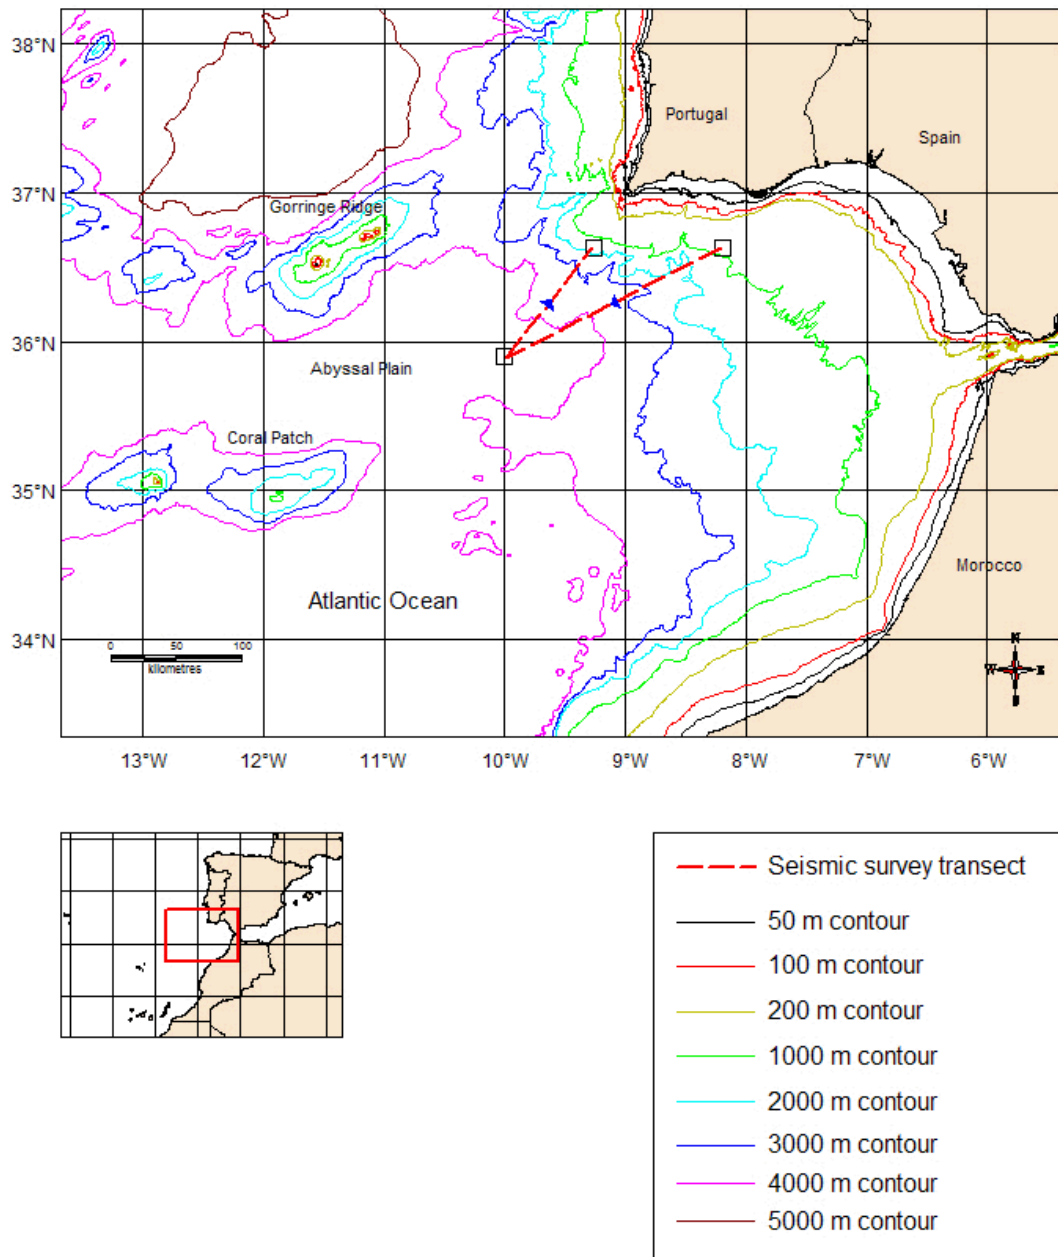 38°N
Portugal
Spain
37°N
Gorringe Ridge
36°N
Abyssal Plain
Coral Patch
35°N
Morocco
Atlantic Ocean
34°N
0 50 100
kilometres
N
W E
S
13°W 12°W 11°W 10°W 9°W 8°W 7°W 6°W
Seismic survey transect
50 m contour
100 m contour
200 m contour
1000 m contour
2000 m contour
3000 m contour
4000 m contour
5000 m contour